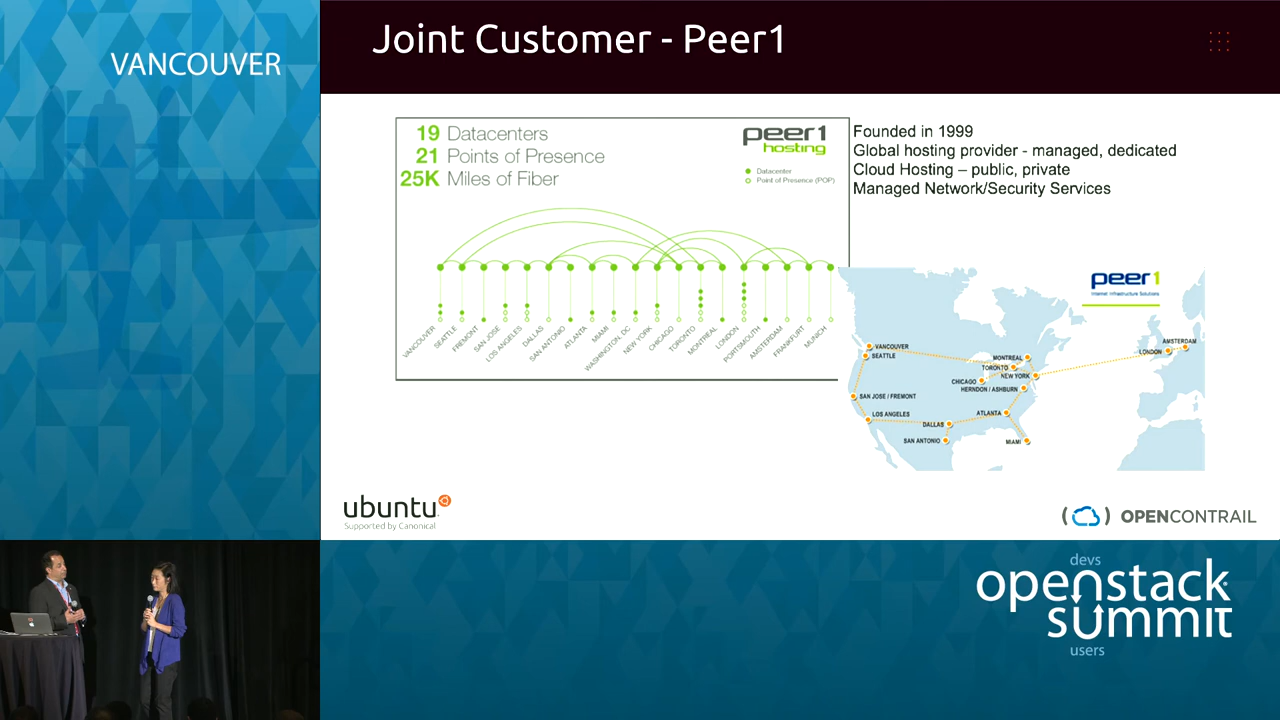 VANCOUVER
Joint Customer - Peer1
19 Datacenters
21 Points of Presence
25K Miles of Fiber
peer1
hosting
Datacenter
Point of Presence (POP)
VANCOUVER
SEATTLE
FREMONT
SAN JOSE
LOS ANGELES
DALLAS
SAN ANTONIO
ATLANTA
MIAMI
WASHINGTON, DC
NEW YORK
CHICAGO
TORONTO
MONTREAL
LONDON
PORTSMOUTH
AMSTERDAM
FRANKFURT
MUNICH
Founded in 1999
Global hosting provider - managed, dedicated
Cloud Hosting – public, private
Managed Network/Security Services
peer1
Internet Infrastructure Solutions
VANCOUVER
SEATTLE
SAN JOSE / FREMONT
LOS ANGELES
DALLAS
SAN ANTONIO
MONTREAL
TORONTO
NEW YORK
CHICAGO
HERNDON / ASHBURN
ATLANTA
MIAMI
AMSTERDAM
LONDON
ubuntu
Supported by Canonical
OPENCONTRAIL
devs
openstack
summit
users